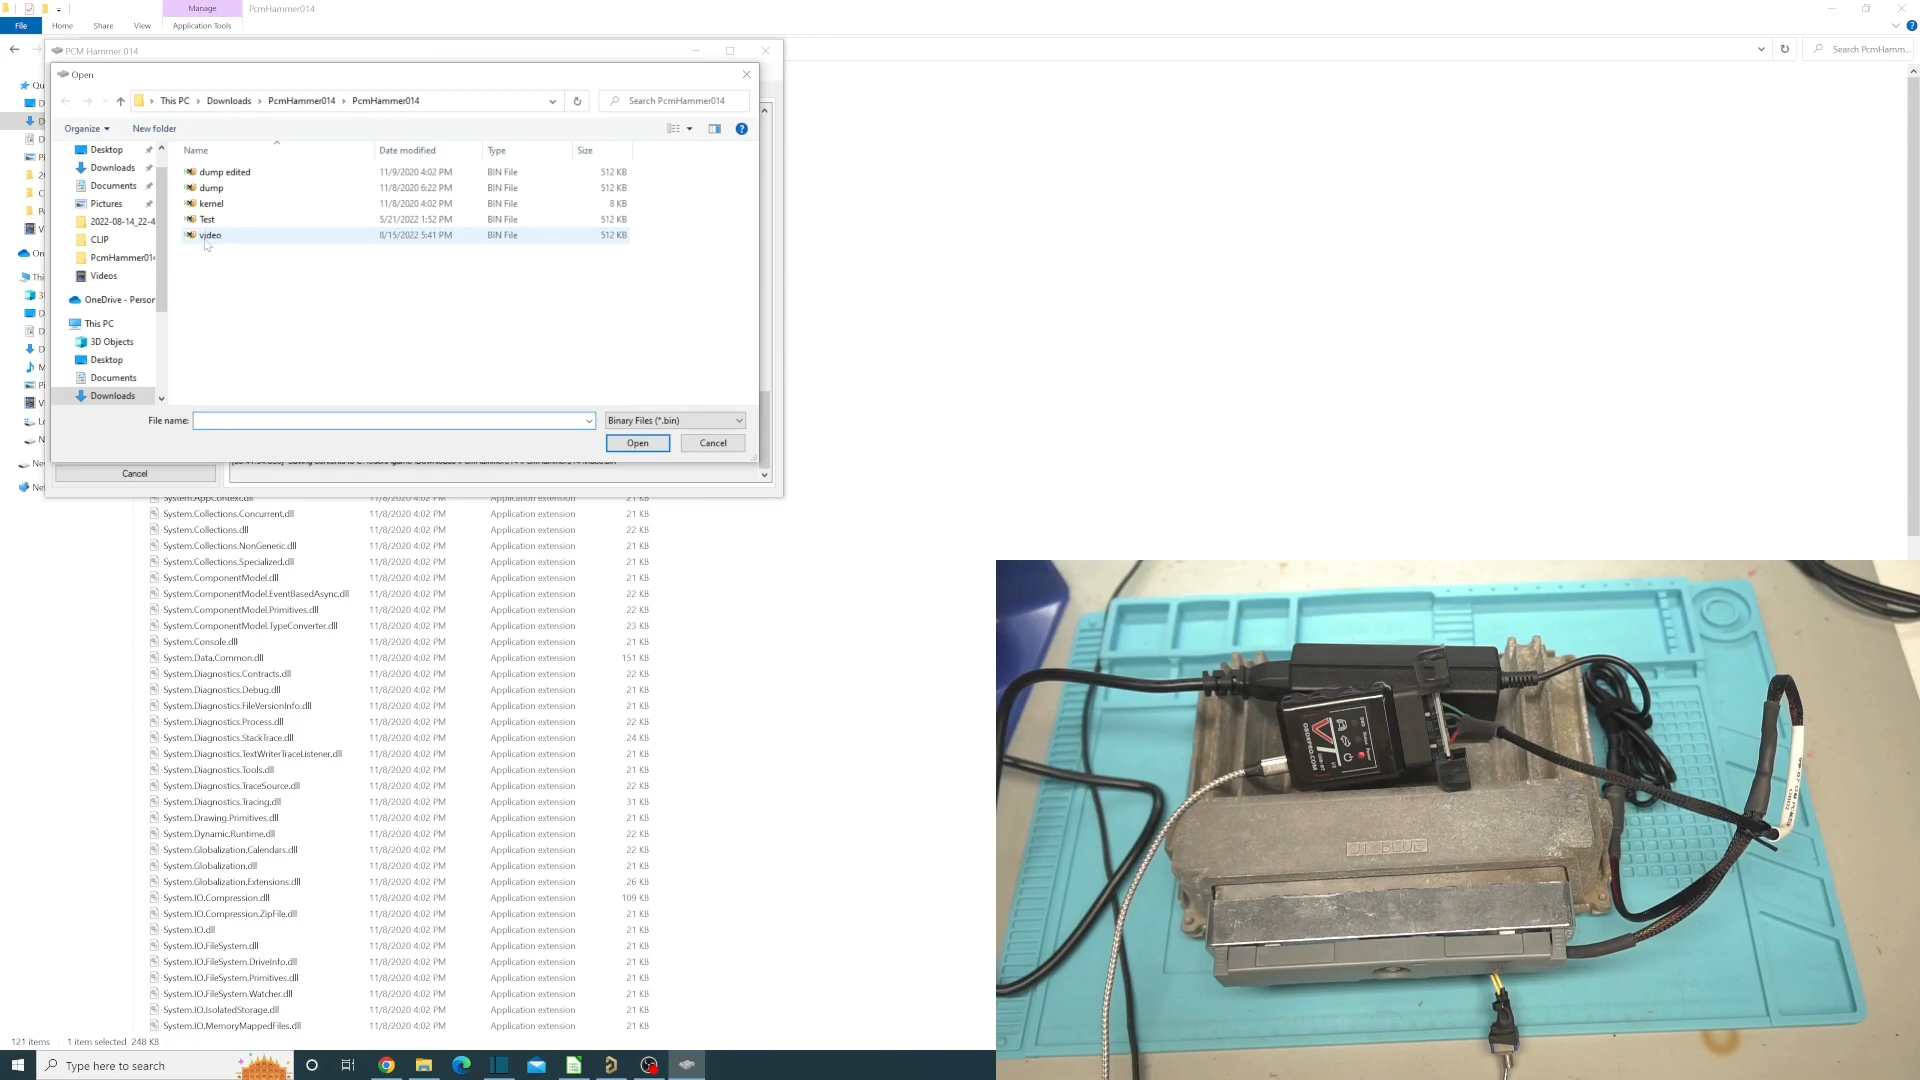 Manage
PcmHammer014
File
Home
Share
View
Application Tools
Search PcmHamm...
PCM Hammer 014
Open
This PC
Downloads
PcmHammer014
PcmHammer014
Search PcmHammer014
Organize
New folder
Name
Date modified
Type
Size
dump edited 11/9/2020 4:02 PM BIN File 512 KB
dump 11/8/2020 6:22 PM BIN File 512 KB
kernel 11/8/2020 4:02 PM BIN File 8 KB
Test 5/21/2022 1:52 PM BIN File 512 KB
video 8/15/2022 5:41 PM BIN File 512 KB
Desktop
Downloads
Documents
Pictures
2022-08-14_22-4
CLIP
PcmHammer014
Videos
OneDrive - Person
This PC
3D Objects
Desktop
Documents
Downloads
File name:
Binary Files (*.bin)
Open
Cancel
Cancel
System.AppContext.dll 11/8/2020 4:02 PM Application extension 21 KB
System.Collections.Concurrent.dll 11/8/2020 4:02 PM Application extension 21 KB
System.Collections.dll 11/8/2020 4:02 PM Application extension 22 KB
System.Collections.NonGeneric.dll 11/8/2020 4:02 PM Application extension 21 KB
System.Collections.Specialized.dll 11/8/2020 4:02 PM Application extension 21 KB
System.ComponentModel.dll 11/8/2020 4:02 PM Application extension 21 KB
System.ComponentModel.EventBasedAsync.dll 11/8/2020 4:02 PM Application extension 22 KB
System.ComponentModel.Primitives.dll 11/8/2020 4:02 PM Application extension 22 KB
System.ComponentModel.TypeConverter.dll 11/8/2020 4:02 PM Application extension 23 KB
System.Console.dll 11/8/2020 4:02 PM Application extension 21 KB
System.Data.Common.dll 11/8/2020 4:02 PM Application extension 151 KB
System.Diagnostics.Contracts.dll 11/8/2020 4:02 PM Application extension 22 KB
System.Diagnostics.Debug.dll 11/8/2020 4:02 PM Application extension 21 KB
System.Diagnostics.FileVersionInfo.dll 11/8/2020 4:02 PM Application extension 21 KB
System.Diagnostics.Process.dll 11/8/2020 4:02 PM Application extension 22 KB
System.Diagnostics.StackTrace.dll 11/8/2020 4:02 PM Application extension 24 KB
System.Diagnostics.TextWriterTraceListener.dll 11/8/2020 4:02 PM Application extension 21 KB
System.Diagnostics.Tools.dll 11/8/2020 4:02 PM Application extension 21 KB
System.Diagnostics.TraceSource.dll 11/8/2020 4:02 PM Application extension 22 KB
System.Diagnostics.Tracing.dll 11/8/2020 4:02 PM Application extension 31 KB
System.Drawing.Primitives.dll 11/8/2020 4:02 PM Application extension 21 KB
System.Dynamic.Runtime.dll 11/8/2020 4:02 PM Application extension 22 KB
System.Globalization.Calendars.dll 11/8/2020 4:02 PM Application extension 22 KB
System.Globalization.dll 11/8/2020 4:02 PM Application extension 21 KB
System.Globalization.Extensions.dll 11/8/2020 4:02 PM Application extension 26 KB
System.IO.Compression.dll 11/8/2020 4:02 PM Application extension 109 KB
System.IO.Compression.ZipFile.dll 11/8/2020 4:02 PM Application extension 21 KB
System.IO.dll 11/8/2020 4:02 PM Application extension 21 KB
System.IO.FileSystem.dll 11/8/2020 4:02 PM Application extension 21 KB
System.IO.FileSystem.DriveInfo.dll 11/8/2020 4:02 PM Application extension 21 KB
System.IO.FileSystem.Primitives.dll 11/8/2020 4:02 PM Application extension 21 KB
System.IO.FileSystem.Watcher.dll 11/8/2020 4:02 PM Application extension 21 KB
System.IO.IsolatedStorage.dll 11/8/2020 4:02 PM Application extension 21 KB
System.IO.MemoryMappedFiles.dll 11/8/2020 4:02 PM Application extension 21 KB
121 items
1 item selected 248 KB
Type here to search
OBDXPRO.COM
JT BLUE